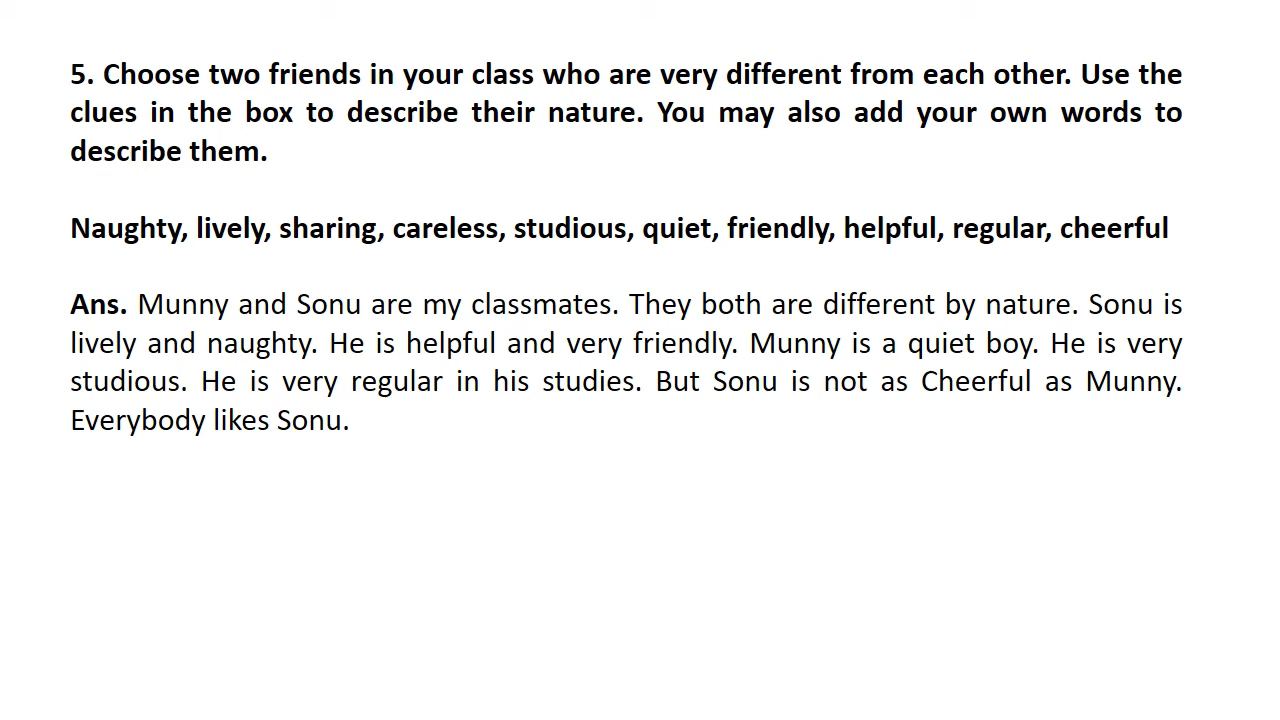 5. Choose two friends in your class who are very different from each other. Use the
clues in the box to describe their nature. You may also add your own words to
describe them.
Naughty, lively, sharing, careless, studious, quiet, friendly, helpful, regular, cheerful
Ans. Munny and Sonu are my classmates. They both are different by nature. Sonu is
lively and naughty. He is helpful and very friendly. Munny is a quiet boy. He is very
studious. He is very regular in his studies. But Sonu is not as Cheerful as Munny.
Everybody likes Sonu.